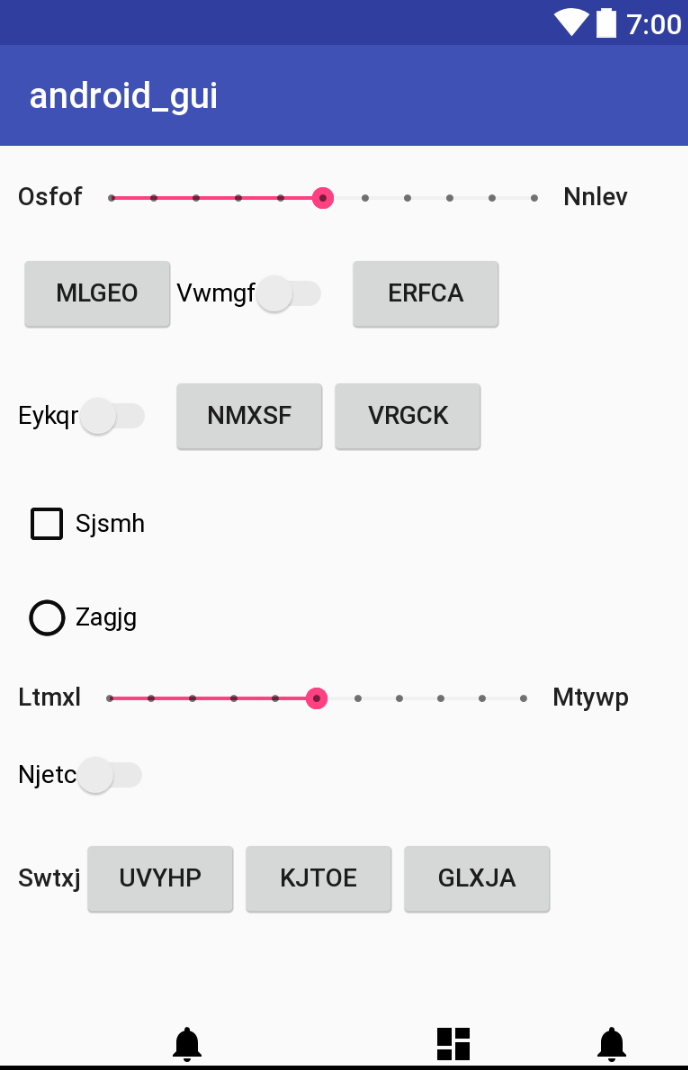 7:00
android_gui
Osfof Nnlev
MLGEO Vwmgf ERFCA
Eykqr NMXSF VRGCK
Sjsmh
Zagjg
Ltmxl Mtywp
Njetc
Swtxj UVYHP KJTOE GLXJA